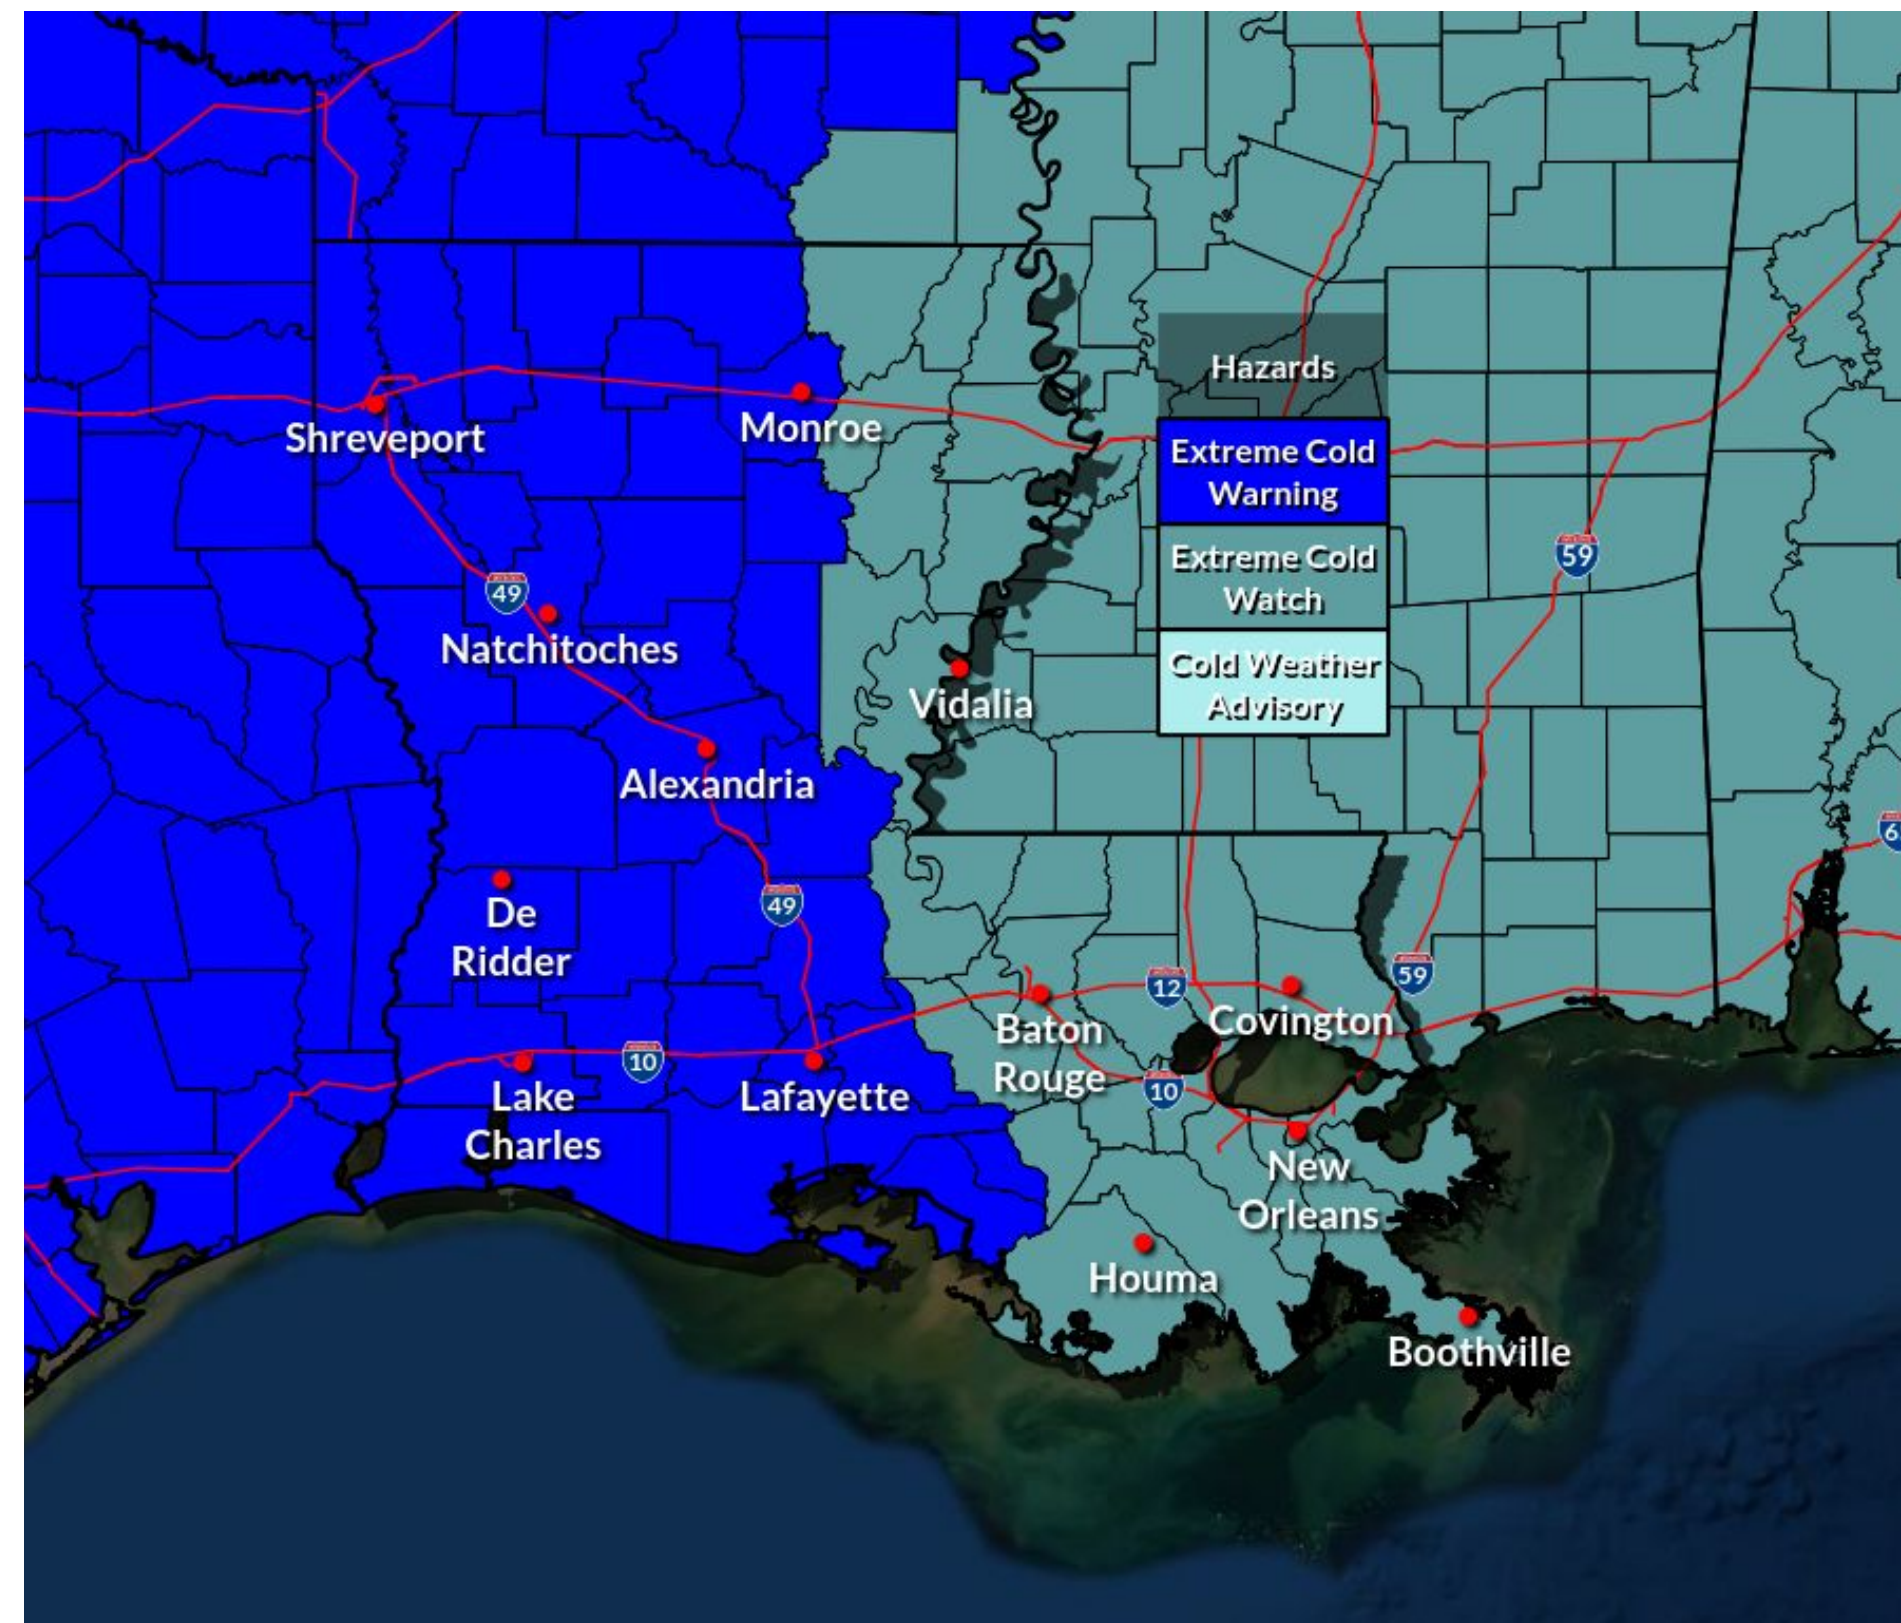 Hazards
Extreme Cold
Warning
Extreme Cold
Watch
Cold Weather
Advisory
Shreveport
Monroe
59
49
Natchitoches
Vidalia
Alexandria
6
49
De
Ridder
59
12
Baton
Rouge
Covington
10
10
Lake
Charles
Lafayette
New
Orleans
Houma
Boothville